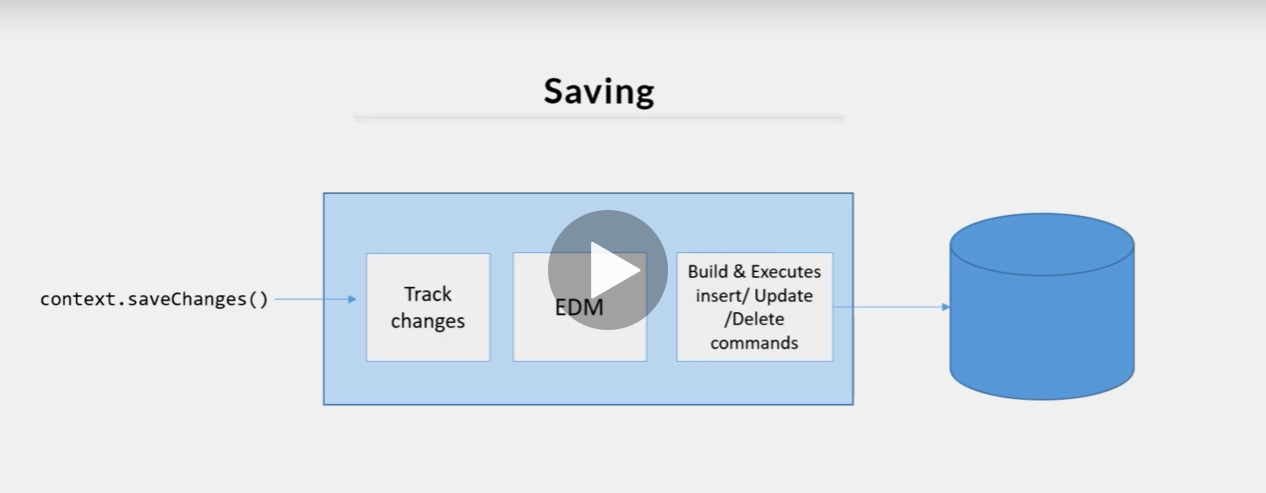 Saving
context.saveChanges()
Track
changes
EDM
Build & Executes
insert/ Update
/Delete
commands